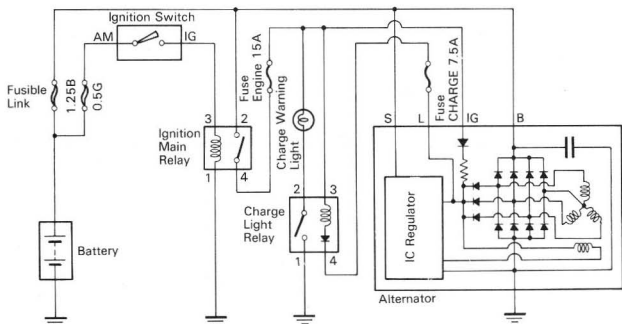 Ignition Switch
AM
IG
Fusible
Link
1.25B
0.5G
Fuse
Engine 15A
3
2
Ignition
Main
Relay
1
4
Charge Warning
Light
Fuse
CHARGE 7.5A
S
L
IG
B
2
3
Charge
Light
Relay
1
4
Battery
IC Regulator
Alternator